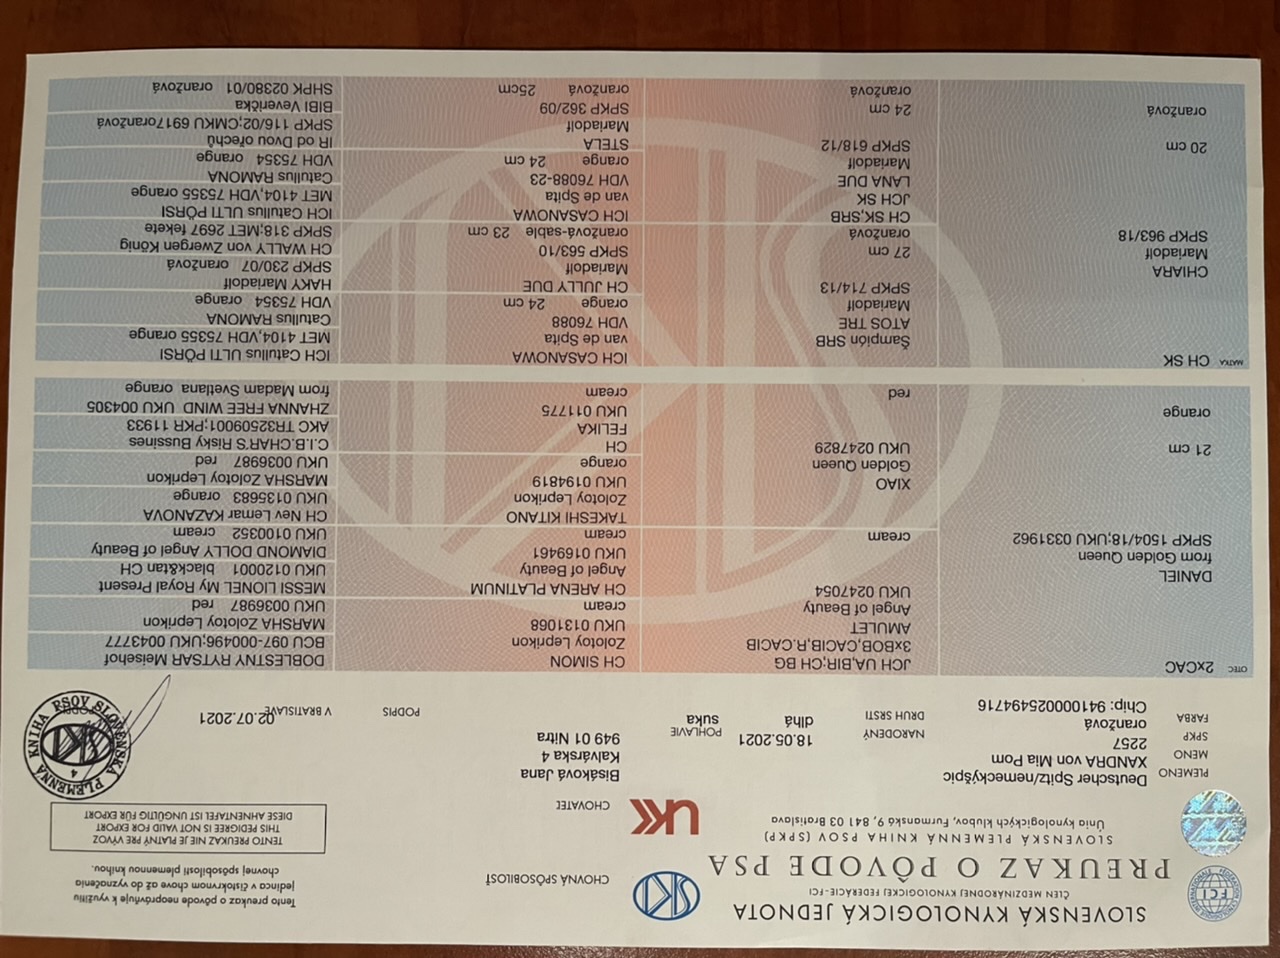 SLOVENSKÁ KYNOLOGICKÁ JEDNOTA
ČLEN MEDZINÁRODNEJ KYNOLOGICKEJ FEDERÁCIE-FCI
PREUKAZ O PÔVODE PSA
SLOVENSKÁ PLEMENNÁ KNIHA PSOV (SPKP)
Únia kynologických klubov, Furmanská 9, 841 03 Bratislava
FCI
SKJ
UKK
CHOVNÁ SPÔSOBILOSŤ
Tento preukaz o pôvode neoprávňuje k využitiu
jedinca v čistokrvnom chove až do vyznačenia
chovnej spôsobilosti plemennou knihou.
TENTO PREUKAZ NIE JE PLATNÝ PRE VÝVOZ
THIS PEDIGREE IS NOT VALID FOR EXPORT
DIESE AHNENTAFEL IST UNGÜLTIG FÜR EXPORT
PLEMENO Deutscher Spitz/nemeckýšpic
MENO XANDRA von Mia Pom
SPKP 2257
FARBA oranžová
Chip: 941000025494716
NARODENÝ 18.05.2021
POHLAVIE suka
DRUH SRSTI dlhá
CHOVATEĽ
Bisáková Jana
Kalvárska 4
949 01 Nitra
PODPIS
V BRATISLAVE 02.07.2021
PLEMENNÁ KNIHA PSOV SLOVENSKA
4
OTEC 2xCAC
DANIEL
from Golden Queen
SPKP 1504/18;UKU 0331962
21 cm
orange
JCH UA,BIR;CH BG
3xBOB,CACIB,R.CACIB
AMULET
Angel of Beauty
UKU 0247054
cream
XIAO
Golden Queen
UKU 0247829
red
CH SIMON
Zolotoy Leprikon
UKU 0131068
cream
CH ARENA PLATINUM
Angel of Beauty
UKU 0169461
cream
TAKESHI KITANO
Zolotoy Leprikon
UKU 0194819
orange
CH
FELIKA
UKU 011775
cream
DOBLESTNY RYTSAR Meisehof
BCU 097-000496;UKU 0043777
MARSHA Zolotoy Leprikon
UKU 0036987 red
MESSI LIONEL My Royal Present
UKU 0120001 black&tan CH
DIAMOND DOLLY Angel of Beauty
UKU 0100352 cream
CH Nev Lemar KAZANOVA
UKU 0135683 orange
MARSHA Zolotoy Leprikon
UKU 0036987 red
C.I.B.CHAR'S Risky Bussines
AKC TR32509001;PKR 11933
ZHANNA FREE WIND UKU 004305
from Madam Svetlana orange
MATKA CH SK
CHIARA
Mariadolf
SPKP 963/18
20 cm
oranžová
Šampión SRB
ATOS TRE
Mariadolf
SPKP 714/13
27 cm
oranžová
CH SK,SRB
JCH SK
LANA DUE
Mariadolf
SPKP 618/12
24 cm
oranžová
ICH CASANOWA
van de Spita
VDH 76088
orange 24 cm
CH JULLY DUE
Mariadolf
SPKP 563/10
oranžová-sable 23 cm
ICH CASANOWA
van de Spita
VDH 76088-23
orange 24 cm
STELA
Mariadolf
SPKP 362/09
oranžová 25cm
ICH Catullus ULTI PÖRSI
MET 4104,VDH 75355 orange
Catullus RAMONA
VDH 75354 orange
HAKY Mariadolf
SPKP 230/07 oranžová
CH WALLY von Zwergen König
SPKP 318;MET 2697 fekete
ICH Catullus ULTI PÖRSI
MET 4104,VDH 75355 orange
Catullus RAMONA
VDH 75354 orange
IR od Dvou ořechů
SPKP 116/02;CMKU 6917oranžová
BIBI Veverička
SHPK 02380/01 oranžová